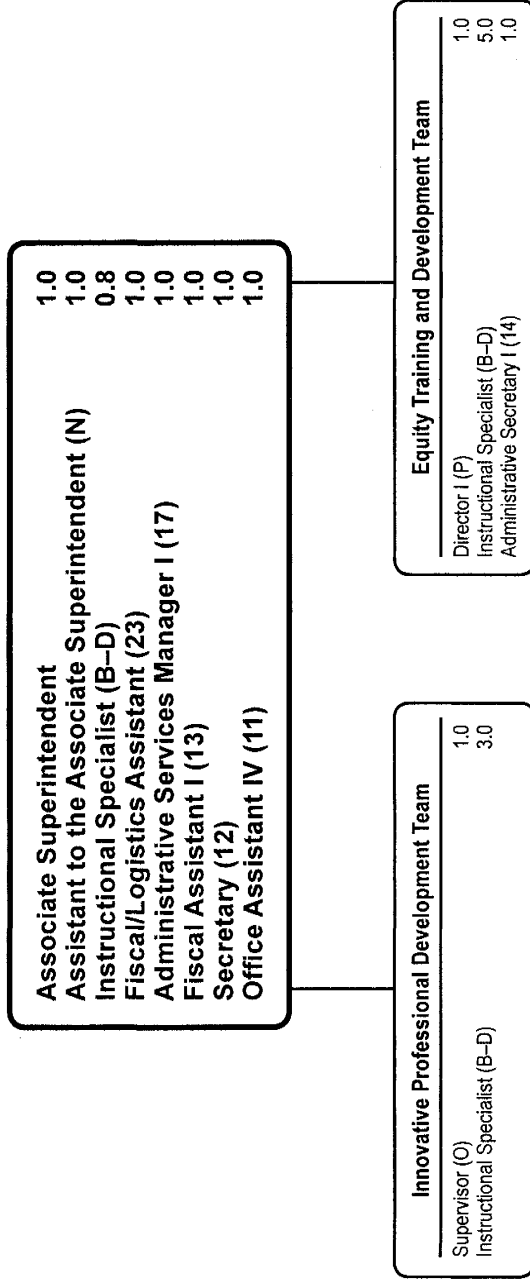 Associate Superintendent 1.0
Assistant to the Associate Superintendent (N) 1.0
Instructional Specialist (B–D) 0.8
Fiscal/Logistics Assistant (23) 1.0
Administrative Services Manager I (17) 1.0
Fiscal Assistant I (13) 1.0
Secretary (12) 1.0
Office Assistant IV (11) 1.0
Innovative Professional Development Team
Supervisor (O) 1.0
Instructional Specialist (B–D) 3.0
Equity Training and Development Team
Director I (P) 1.0
Instructional Specialist (B–D) 5.0
Administrative Secretary I (14) 1.0